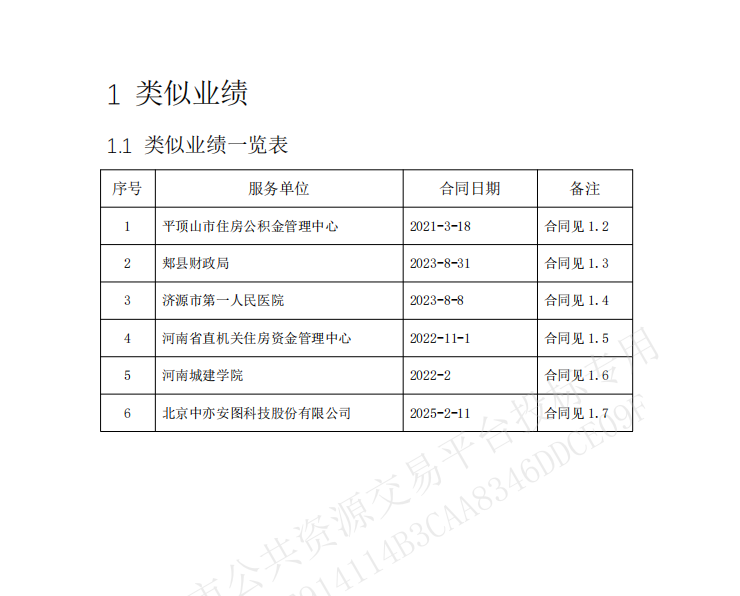 1 类似业绩
1.1 类似业绩一览表
序号 服务单位 合同日期 备注
1 平顶山市住房公积金管理中心 2021-3-18 合同见 1.2
2 郏县财政局 2023-8-31 合同见 1.3
3 济源市第一人民医院 2023-8-8 合同见 1.4
4 河南省直机关住房资金管理中心 2022-11-1 合同见 1.5
5 河南城建学院 2022-2 合同见 1.6
6 北京中亦安图科技股份有限公司 2025-2-11 合同见 1.7
市公共资源交易平台投标专用
914114B3CAA8346DDCE09F